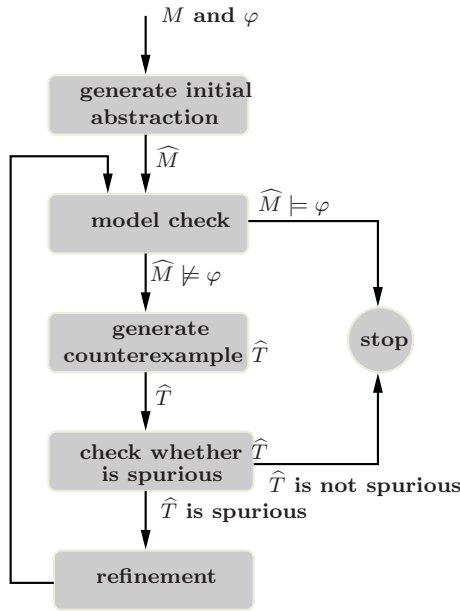 M and φ
generate initial
abstraction
M̂
model check
M̂ ⊨ φ
M̂ ⊭ φ
generate
counterexample T̂
stop
T̂
check whether T̂
is spurious
T̂ is not spurious
T̂ is spurious
refinement